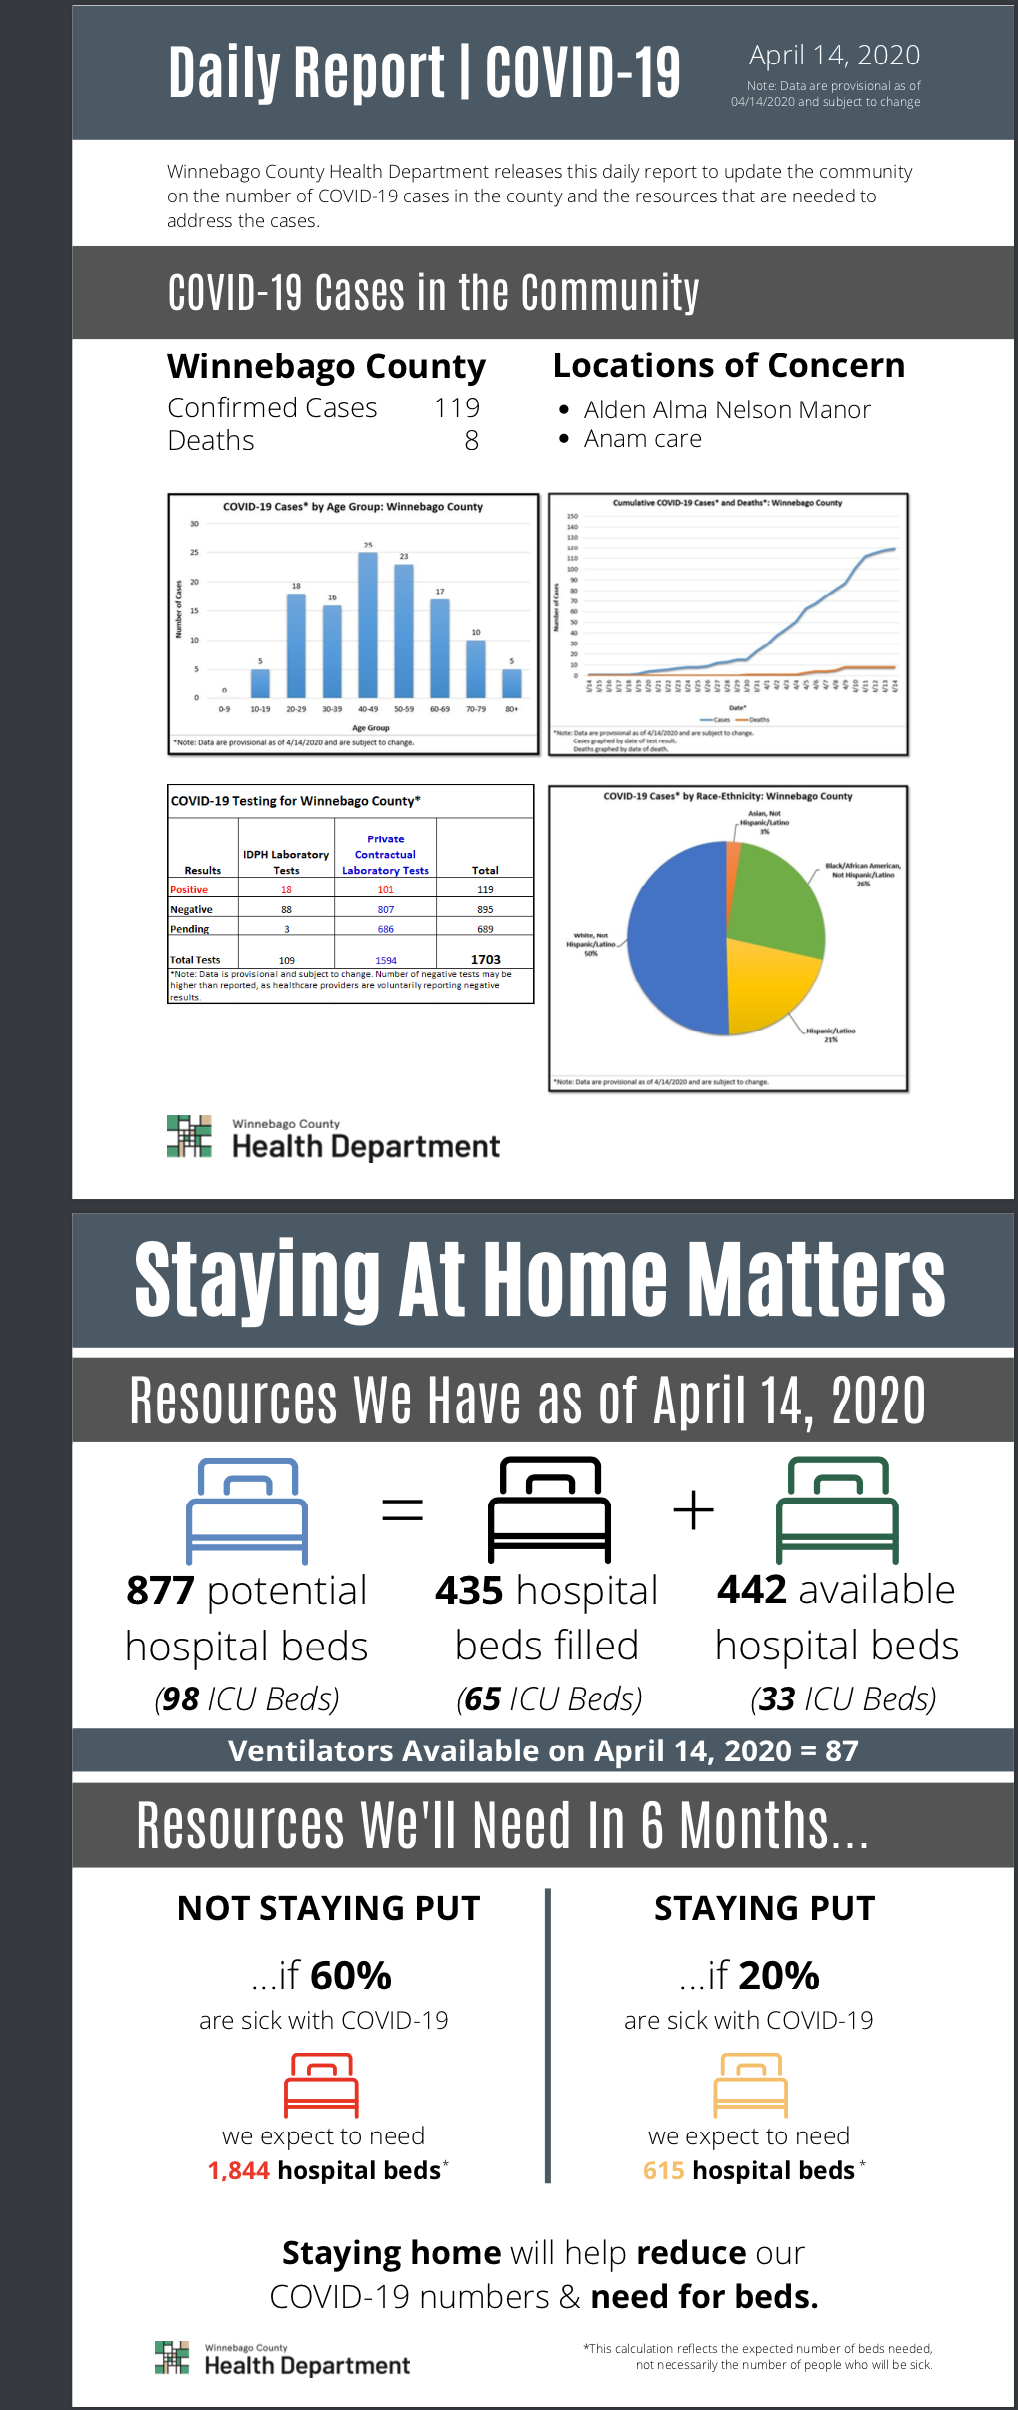 Daily Report | COVID-19
April 14, 2020
Note: Data are provisional as of
04/14/2020 and subject to change
Winnebago County Health Department releases this daily report to update the community
on the number of COVID-19 cases in the county and the resources that are needed to
address the cases.
COVID-19 Cases in the Community
Winnebago County
Confirmed Cases 119
Deaths 8
Locations of Concern
• Alden Alma Nelson Manor
• Anam care
COVID-19 Cases* by Age Group: Winnebago County
Number of Cases
30
25
20
15
10
5
0
0 5 18 16 25 23 17 10 5
0-9 10-19 20-29 30-39 40-49 50-59 60-69 70-79 80+
Age Group
*Note: Data are provisional as of 4/14/2020 and are subject to change.
Cumulative COVID-19 Cases* and Deaths*: Winnebago County
Number of Cases
150
140
130
120
110
100
90
80
70
60
50
40
30
20
10
0
3/14 3/15 3/16 3/17 3/18 3/19 3/20 3/21 3/22 3/23 3/24 3/25 3/26 3/27 3/28 3/29 3/30 3/31 4/1 4/2 4/3 4/4 4/5 4/6 4/7 4/8 4/9 4/10 4/11 4/12 4/13 4/14
Date*
Cases Deaths
*Note: Data are provisional as of 4/14/2020 and are subject to change.
Cases graphed by date of test result.
Deaths graphed by date of death.
COVID-19 Testing for Winnebago County*
Results IDPH Laboratory Tests Private Contractual Laboratory Tests Total
Positive 18 101 119
Negative 88 807 895
Pending 3 686 689
Total Tests 109 1594 1703
*Note: Data is provisional and subject to change. Number of negative tests may be
higher than reported, as healthcare providers are voluntarily reporting negative
results.
COVID-19 Cases* by Race-Ethnicity: Winnebago County
Asian, Not
Hispanic/Latino
3%
Black/African American,
Not Hispanic/Latino
26%
White, Not
Hispanic/Latino
50%
Hispanic/Latino
21%
*Note: Data are provisional as of 4/14/2020 and are subject to change.
Winnebago County
Health Department
Staying At Home Matters
Resources We Have as of April 14, 2020
= +
877 potential
hospital beds
(98 ICU Beds)
435 hospital
beds filled
(65 ICU Beds)
442 available
hospital beds
(33 ICU Beds)
Ventilators Available on April 14, 2020 = 87
Resources We'll Need In 6 Months...
NOT STAYING PUT
...if 60%
are sick with COVID-19
we expect to need
1,844 hospital beds*
STAYING PUT
...if 20%
are sick with COVID-19
we expect to need
615 hospital beds*
Staying home will help reduce our
COVID-19 numbers & need for beds.
Winnebago County
Health Department
*This calculation reflects the expected number of beds needed,
not necessarily the number of people who will be sick.